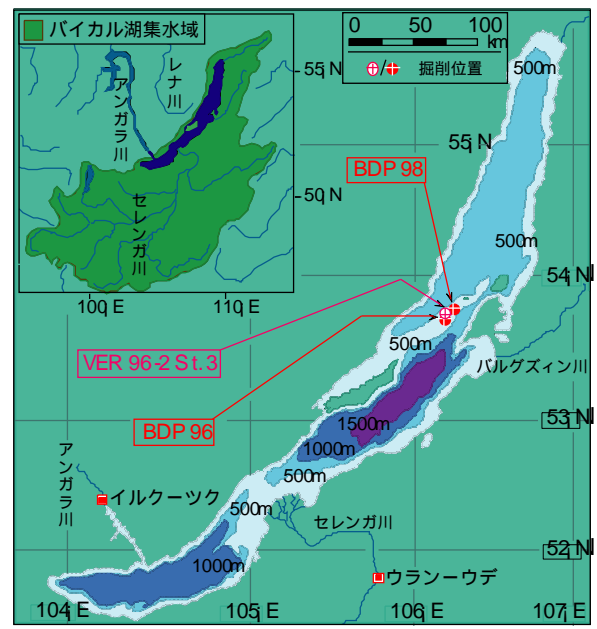 バイカル湖集水域
レナ川
アンガラ川
セレンガ川
55 N
50 N
100 E
110 E
0 50 100
km
掘削位置
500m
55 N
BDP 98
500m
54 N
VER 96-2 St.3
500m
バルグズィン川
BDP 96
1500m
53 N
1000m
500m
アンガラ川
イルクーツク
500m
セレンガ川
52 N
1000m
ウランーウデ
104 E
105 E
106 E
107 E